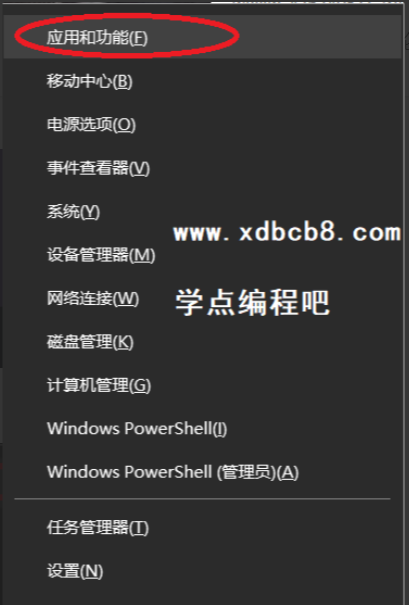 应用和功能(F)
移动中心(B)
电源选项(O)
事件查看器(V)
系统(Y)
www.xdbcb8.com
设备管理器(M)
网络连接(W)
学点编程吧
磁盘管理(K)
计算机管理(G)
Windows PowerShell(I)
Windows PowerShell (管理员)(A)
任务管理器(T)
设置(N)